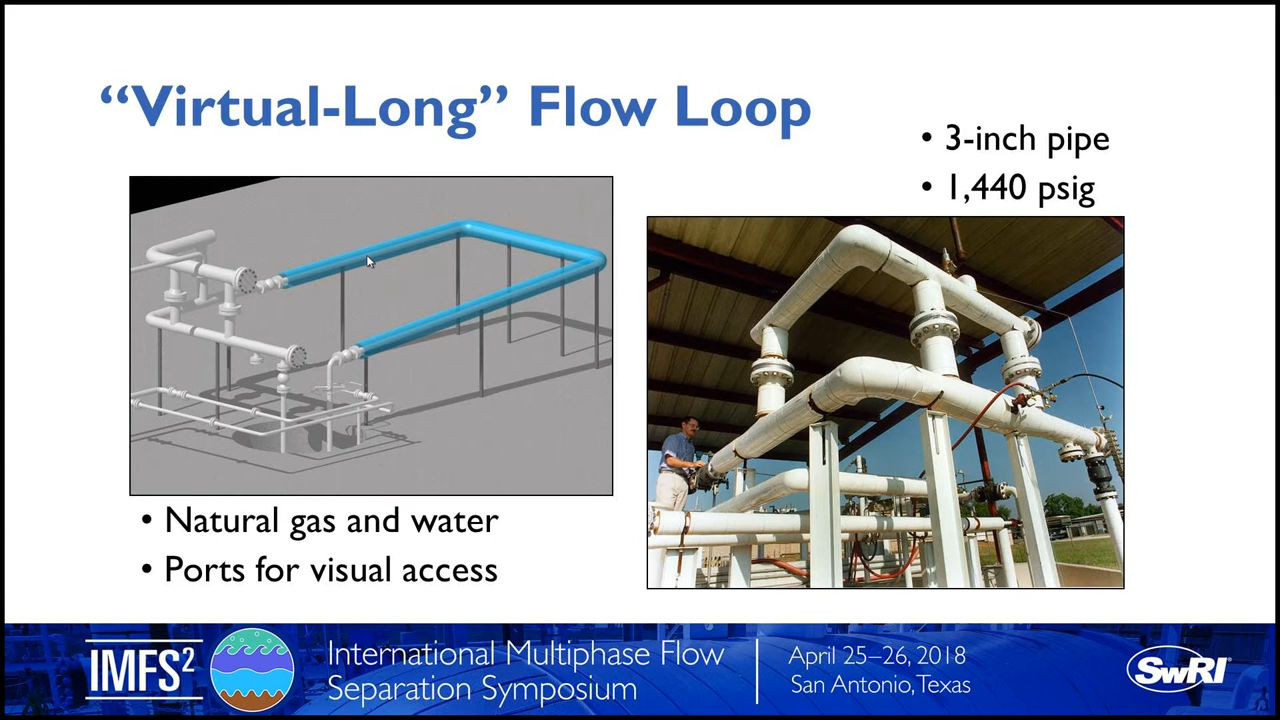 “Virtual-Long” Flow Loop
• 3-inch pipe
• 1,440 psig
• Natural gas and water
• Ports for visual access
IMFS²
International Multiphase Flow
Separation Symposium
April 25–26, 2018
San Antonio, Texas
SwRI®